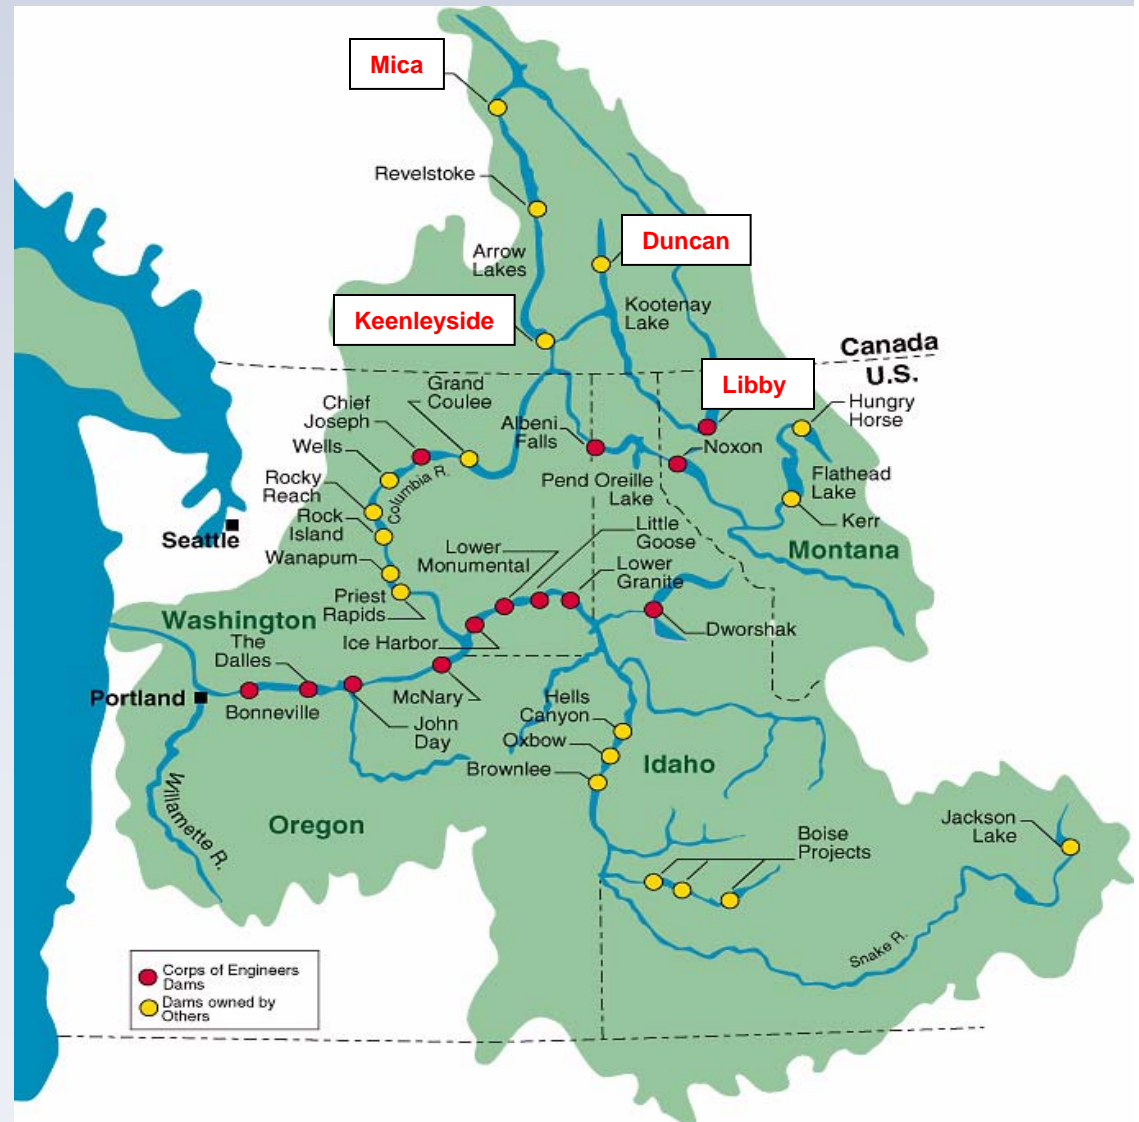 Mica
Revelstoke
Duncan
Arrow
Lakes
Keenleyside
Kootenay
Lake
Canada
U.S.
Libby
Grand
Coulee
Chief
Joseph
Hungry
Horse
Albeni
Falls
Wells
Noxon
Columbia R.
Rocky
Reach
Pend Oreille
Lake
Flathead
Lake
Rock
Island
Kerr
Seattle
Little
Goose
Montana
Wanapum
Lower
Monumental
Lower
Granite
Priest
Rapids
Washington
Ice Harbor
Dworshak
The
Dalles
Portland
Bonneville
McNary
John
Day
Hells
Canyon
Oxbow
Brownlee
Idaho
Willamette R.
Oregon
Boise
Projects
Jackson
Lake
Snake R.
Corps of Engineers
Dams
Dams owned by
Others